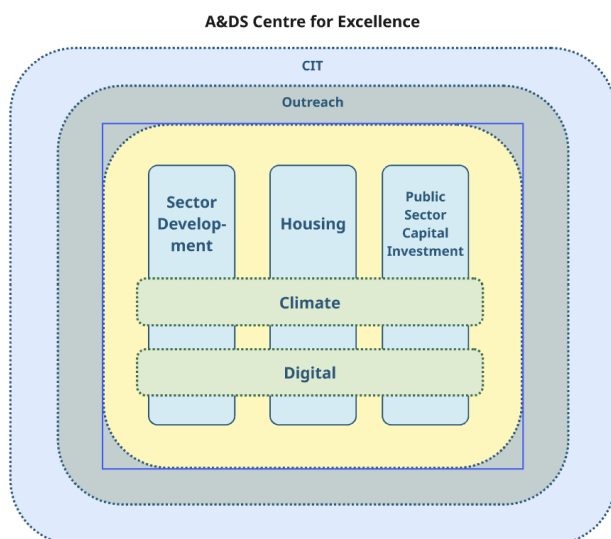 A&DS Centre for Excellence
CIT
Outreach
Sector
Develop-
ment
Housing
Public
Sector
Capital
Investment
Climate
Digital